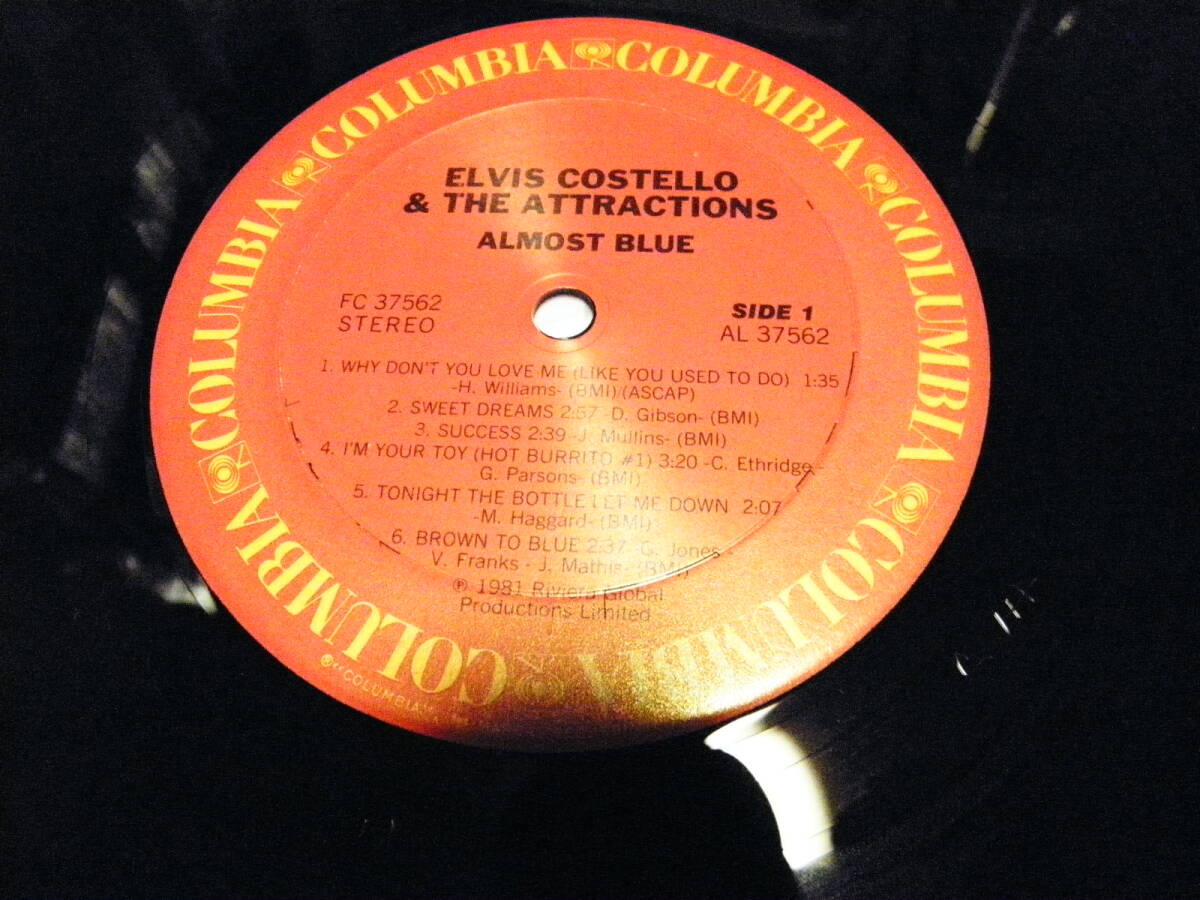 COLUMBIA COLUMBIA COLUMBIA COLUMBIA COLUMBIA COLUMBIA
ELVIS COSTELLO
& THE ATTRACTIONS
ALMOST BLUE
FC 37562
STEREO
SIDE 1
AL 37562
1. WHY DON'T YOU LOVE ME (LIKE YOU USED TO DO) 1:35
-H. Williams- (BMI)(ASCAP)
2. SWEET DREAMS 2:57 -D. Gibson- (BMI)
3. SUCCESS 2:39 -J. Mullins- (BMI)
4. I'M YOUR TOY (HOT BURRITO #1) 3:20 -C. Ethridge -
G. Parsons- (BMI)
5. TONIGHT THE BOTTLE LET ME DOWN 2:07
-M. Haggard- (BMI)
6. BROWN TO BLUE 2:37 -G. Jones -
V. Franks - J. Mathis- (BMI)
℗ 1981 Riviera Global
Productions Limited
COLUMBIA